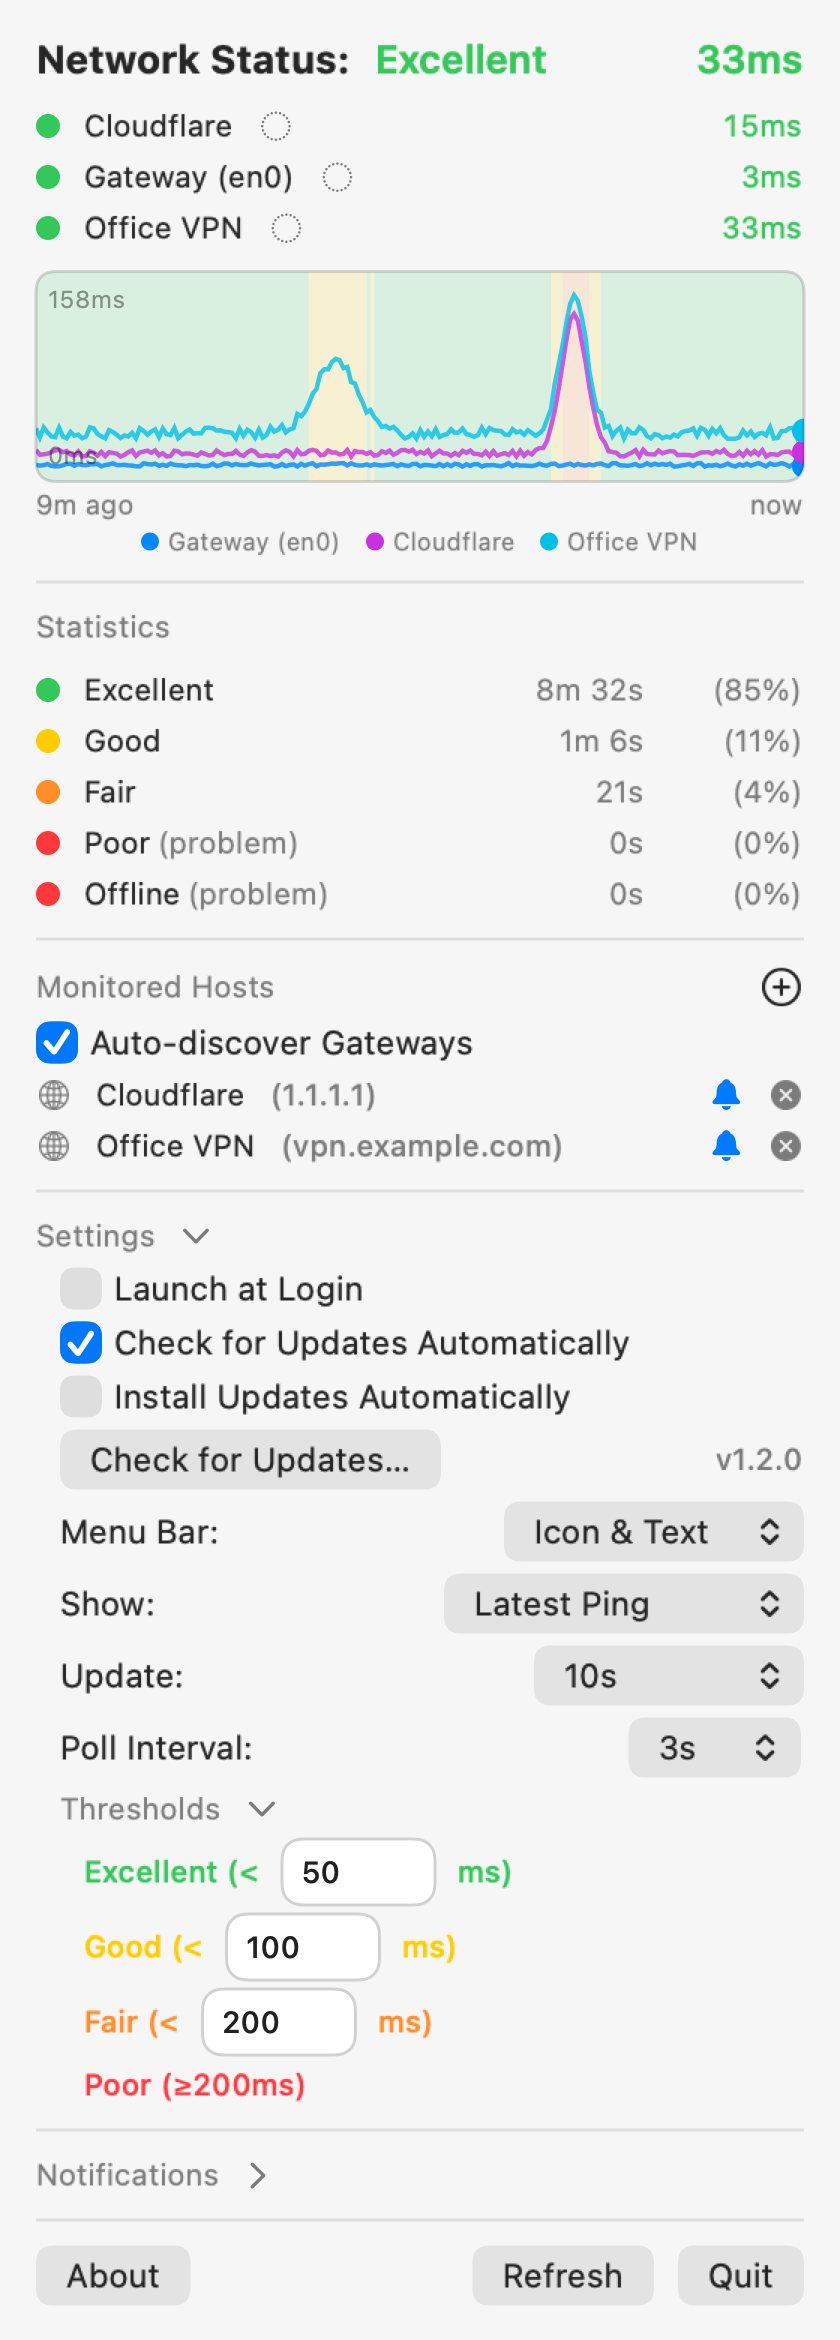 Network Status: Excellent 33ms
Cloudflare 15ms
Gateway (en0) 3ms
Office VPN 33ms
158ms
0ms
9m ago now
Gateway (en0) Cloudflare Office VPN
Statistics
Excellent 8m 32s (85%)
Good 1m 6s (11%)
Fair 21s (4%)
Poor (problem) 0s (0%)
Offline (problem) 0s (0%)
Monitored Hosts
Auto-discover Gateways
Cloudflare (1.1.1.1)
Office VPN (vpn.example.com)
Settings
Launch at Login
Check for Updates Automatically
Install Updates Automatically
Check for Updates... v1.2.0
Menu Bar: Icon & Text
Show: Latest Ping
Update: 10s
Poll Interval: 3s
Thresholds
Excellent (< 50 ms)
Good (< 100 ms)
Fair (< 200 ms)
Poor (≥200ms)
Notifications
About Refresh Quit